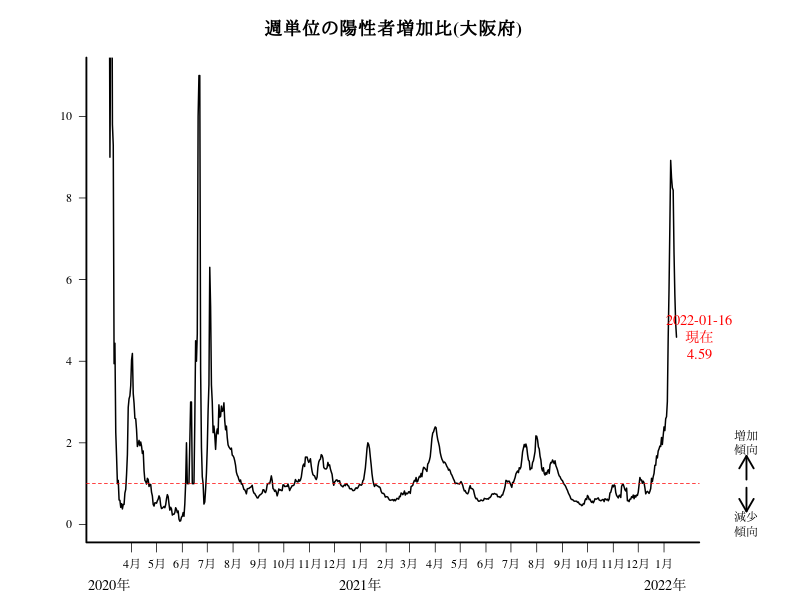 週単位の陽性者増加比(大阪府)
10
8
6
4
2
0
2022-01-16
現在
4.59
増加
傾向
減少
傾向
4月 5月 6月 7月 8月 9月 10月 11月 12月 1月 2月 3月 4月 5月 6月 7月 8月 9月 10月 11月 12月 1月
2020年 2021年 2022年